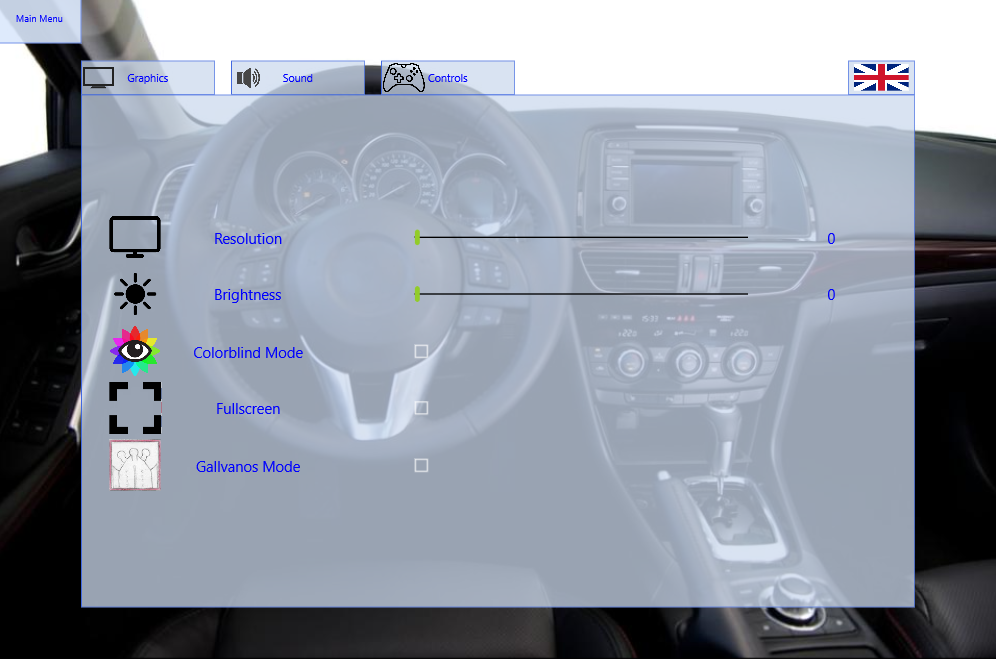 Main Menu
Graphics
Sound
Controls
Resolution
0
Brightness
0
Colorblind Mode
Fullscreen
Gallvanos Mode